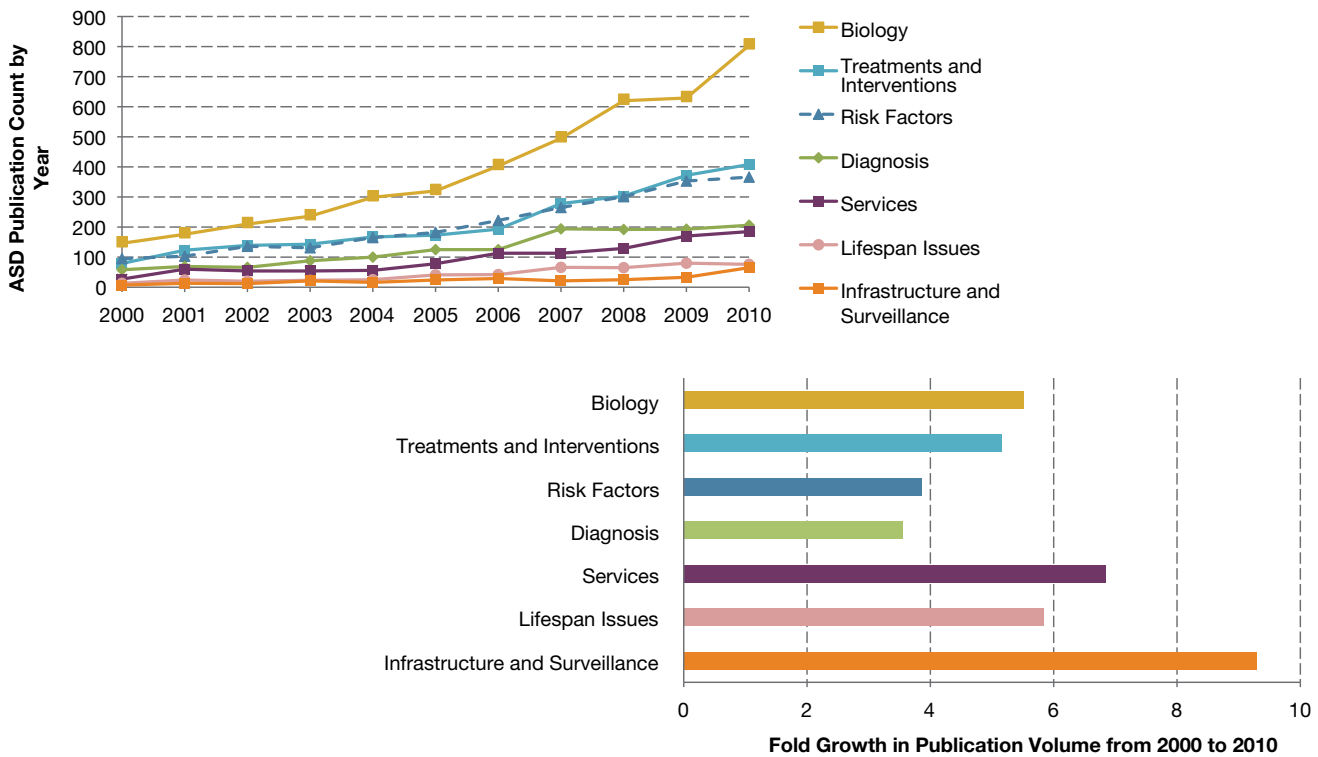 ASD Publication Count by
Year
900
800
700
600
500
400
300
200
100
0
2000 2001 2002 2003 2004 2005 2006 2007 2008 2009 2010
Biology
Treatments and
Interventions
Risk Factors
Diagnosis
Services
Lifespan Issues
Infrastructure and
Surveillance
Biology
Treatments and Interventions
Risk Factors
Diagnosis
Services
Lifespan Issues
Infrastructure and Surveillance
0 2 4 6 8 10
Fold Growth in Publication Volume from 2000 to 2010